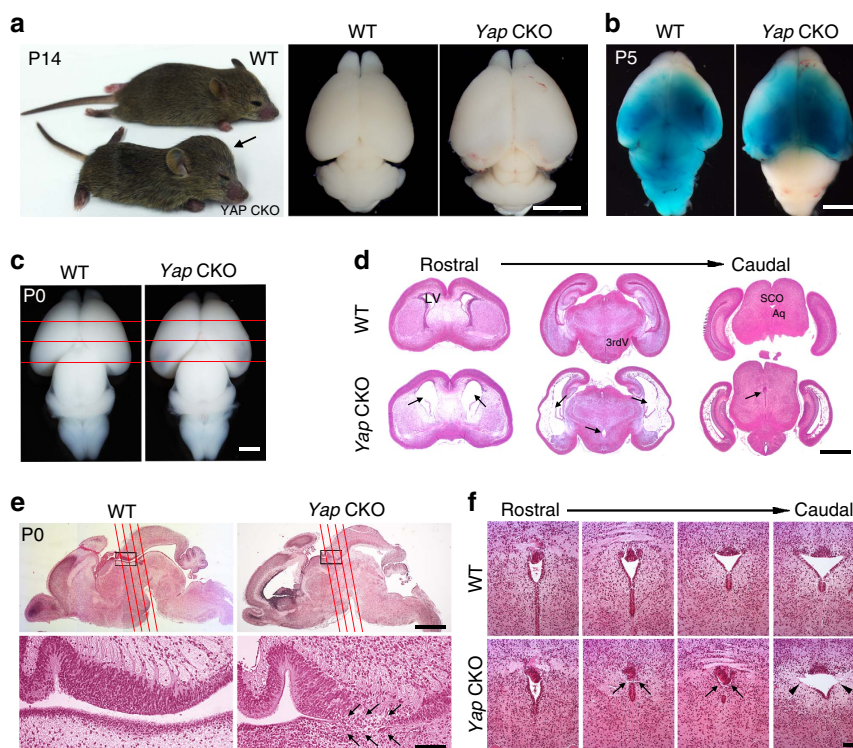 a
WT
Yap CKO
P14
WT
YAP CKO
b
WT
Yap CKO
P5
c
WT
Yap CKO
P0
d
Rostral
Caudal
WT
LV
3rdV
SCO
Aq
Yap CKO
e
WT
Yap CKO
P0
f
Rostral
Caudal
WT
Yap CKO